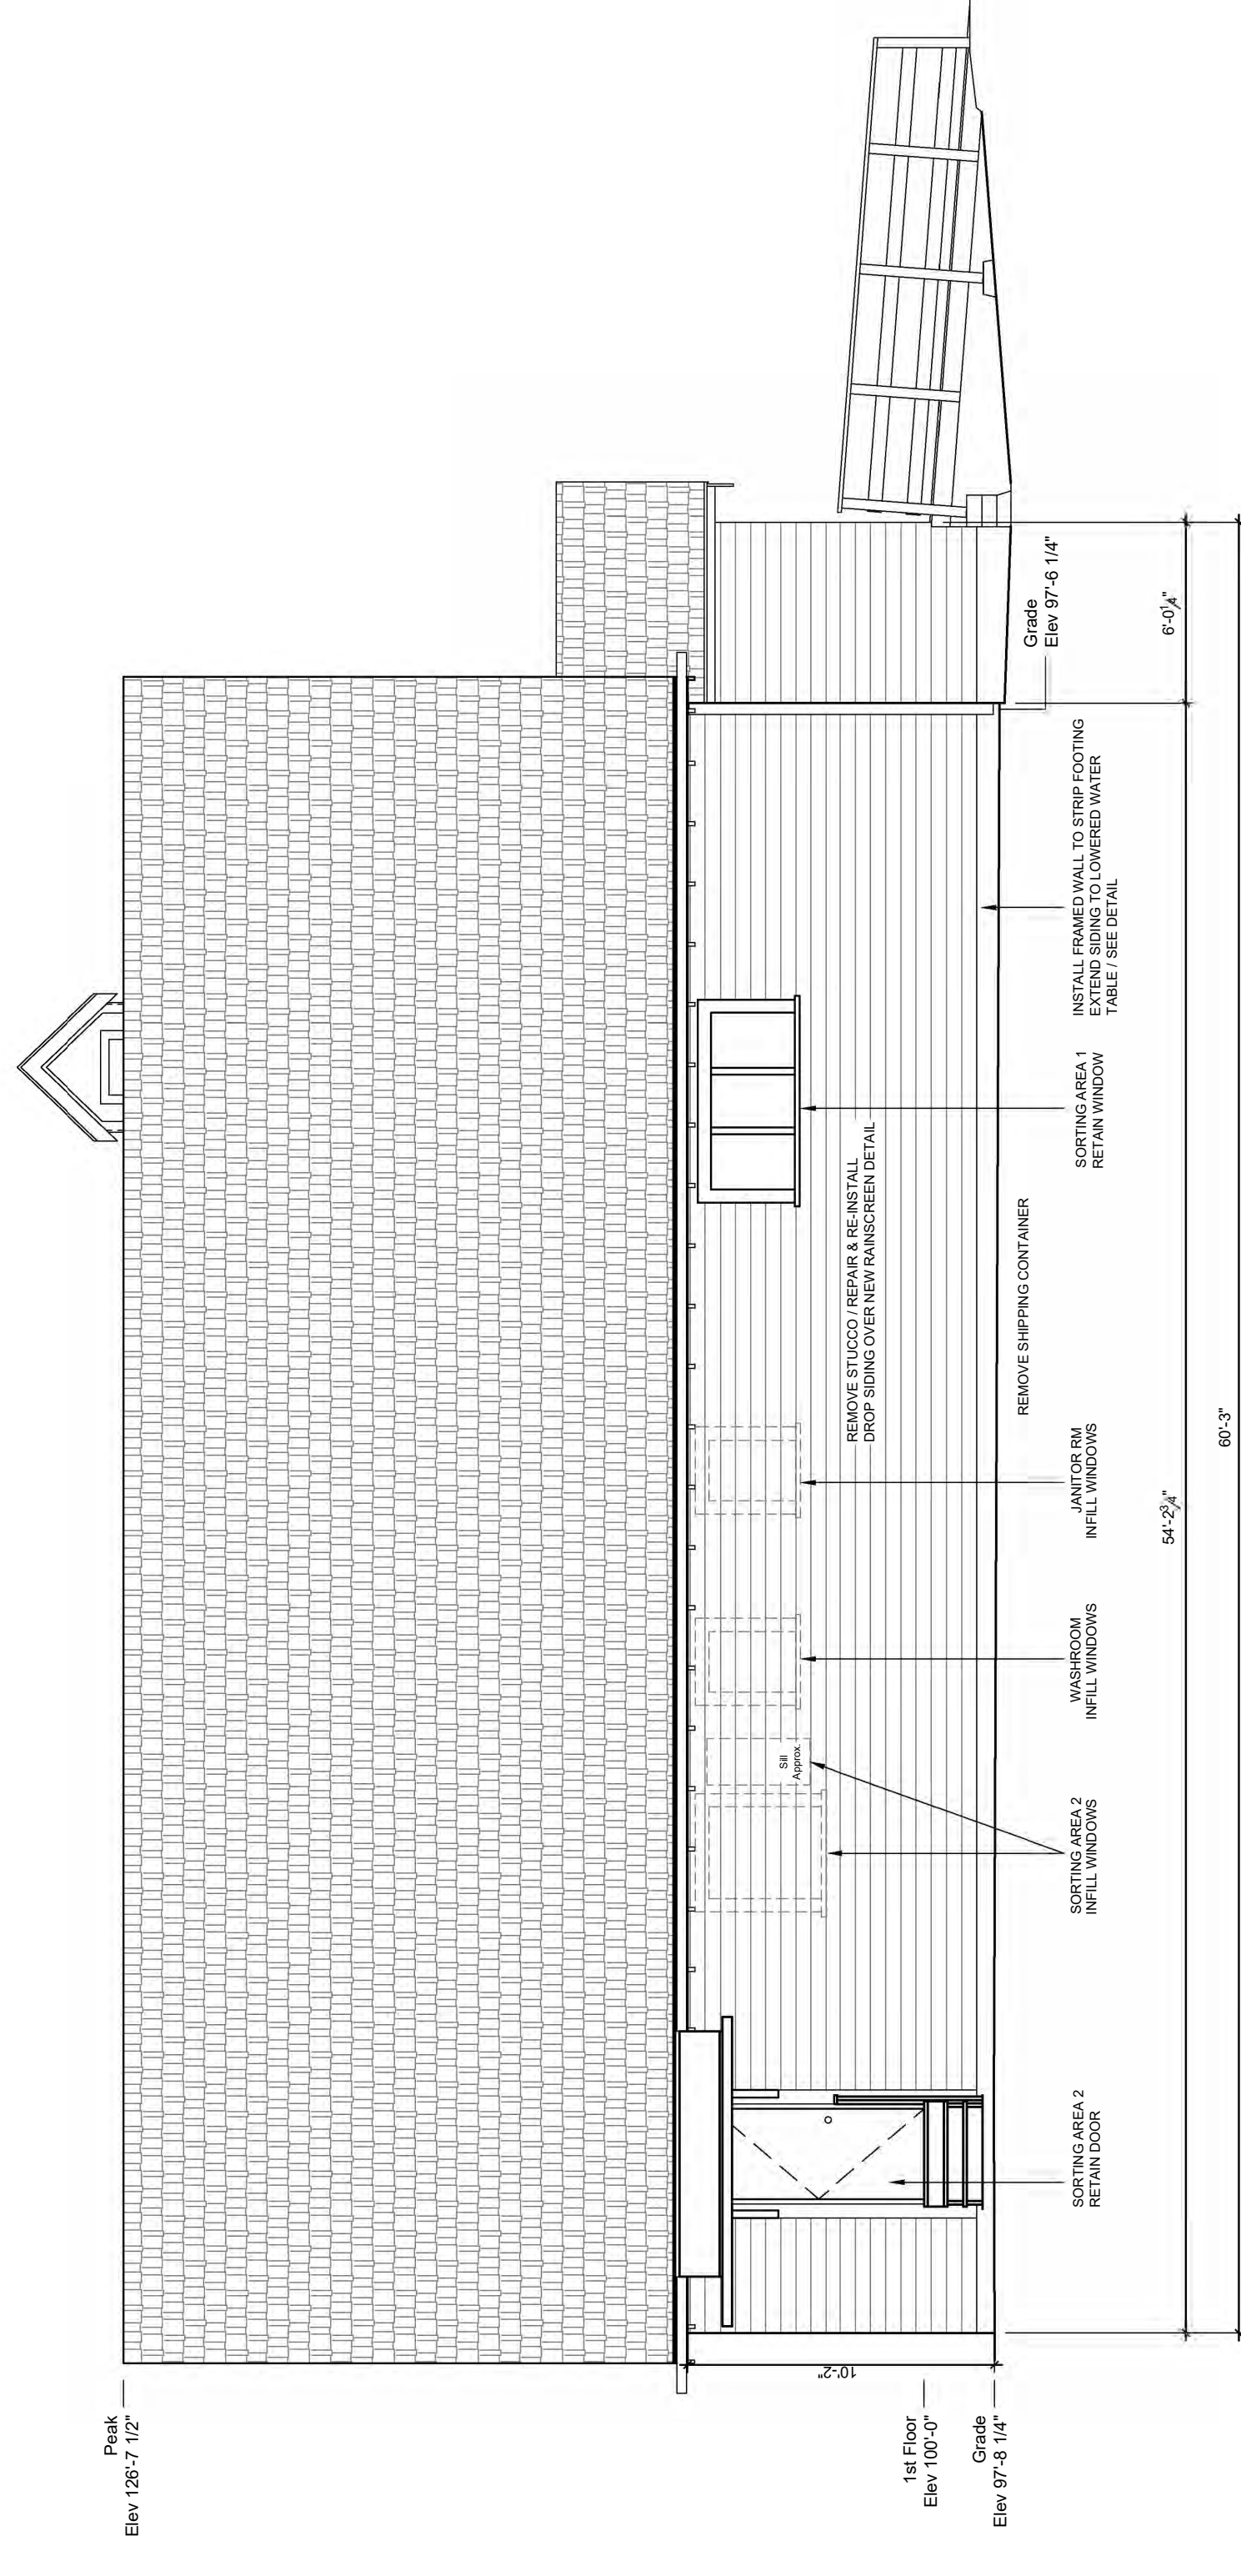 Peak
Elev 126'-7 1/2"
1st Floor
Elev 100'-0"
Grade
Elev 97'-8 1/4"
10'-2"
Sill
Approx.
REMOVE STUCCO / REPAIR & RE-INSTALL
DROP SIDING OVER NEW RAINSCREEN DETAIL
REMOVE SHIPPING CONTAINER
Grade
Elev 97'-6 1/4"
SORTING AREA 2
RETAIN DOOR
SORTING AREA 2
INFILL WINDOWS
WASHROOM
INFILL WINDOWS
JANITOR RM
INFILL WINDOWS
SORTING AREA 1
RETAIN WINDOW
INSTALL FRAMED WALL TO STRIP FOOTING
EXTEND SIDING TO LOWERED WATER
TABLE / SEE DETAIL
54'-2 3/4"
6'-0 1/4"
60'-3"